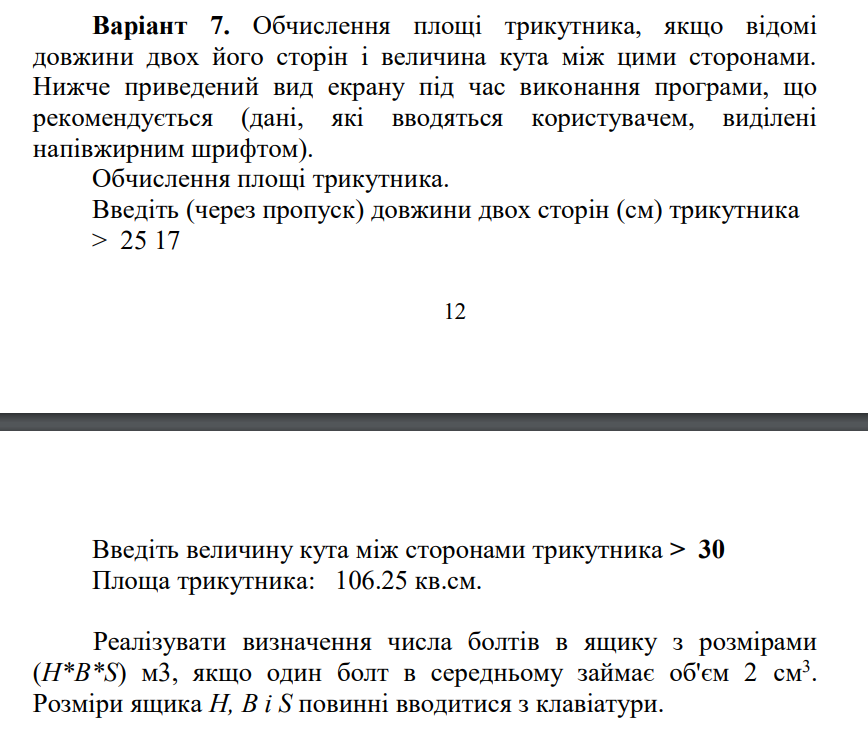 Варіант 7. Обчислення площі трикутника, якщо відомі
довжини двох його сторін і величина кута між цими сторонами.
Нижче приведений вид екрану під час виконання програми, що
рекомендується (дані, які вводяться користувачем, виділені
напівжирним шрифтом).
Обчислення площі трикутника.
Введіть (через пропуск) довжини двох сторін (см) трикутника
> 25 17
12
Введіть величину кута між сторонами трикутника > 30
Площа трикутника: 106.25 кв.см.
Реалізувати визначення числа болтів в ящику з розмірами
(H*B*S) м3, якщо один болт в середньому займає об'єм 2 см³.
Розміри ящика H, B і S повинні вводитися з клавіатури.